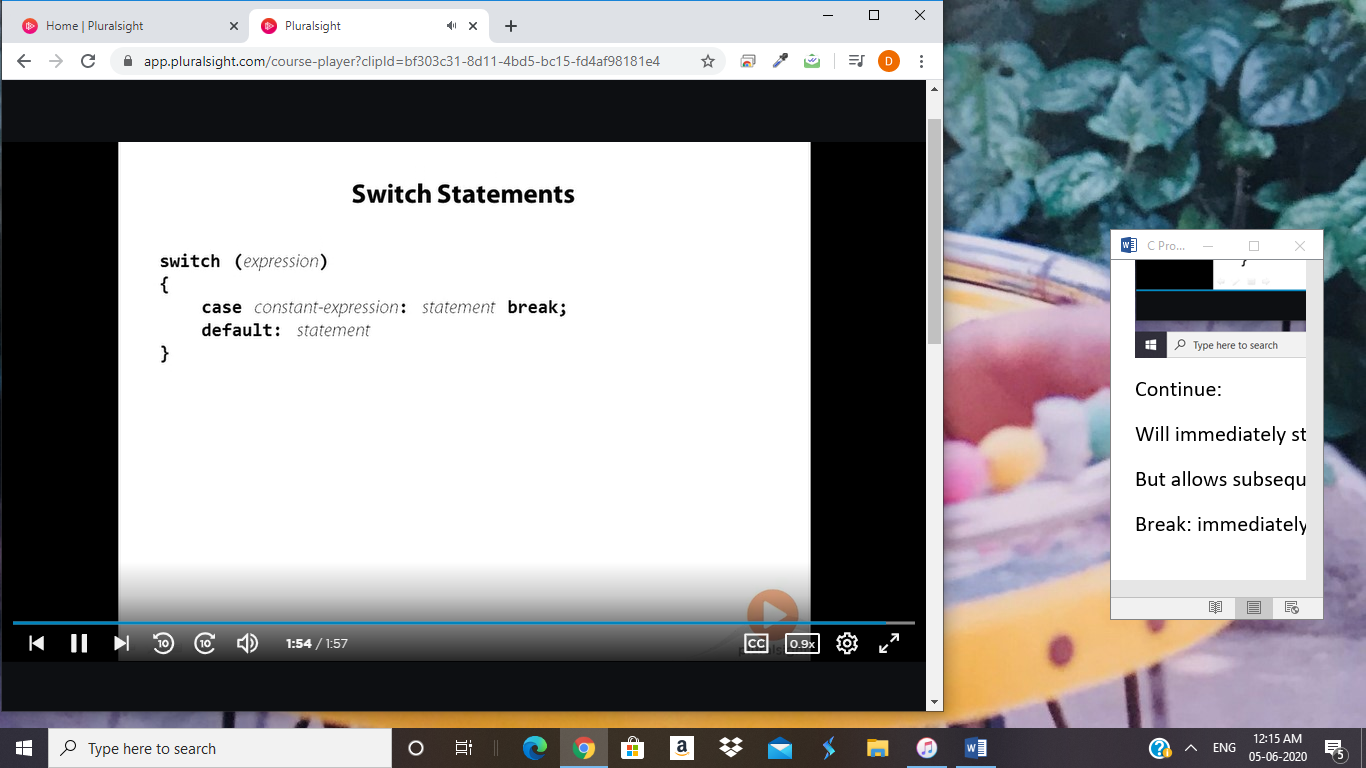 Home | Pluralsight
Pluralsight
app.pluralsight.com/course-player?clipId=bf303c31-8d11-4bd5-bc15-fd4af98181e4
D
Switch Statements
switch (expression)
{
case constant-expression: statement break;
default: statement
}
10
10
1:54 / 1:57
CC
0.9x
C Pro...
}
Type here to search
Continue:
Will immediately st
But allows subsequ
Break: immediately
Type here to search
ENG
12:15 AM
05-06-2020
5